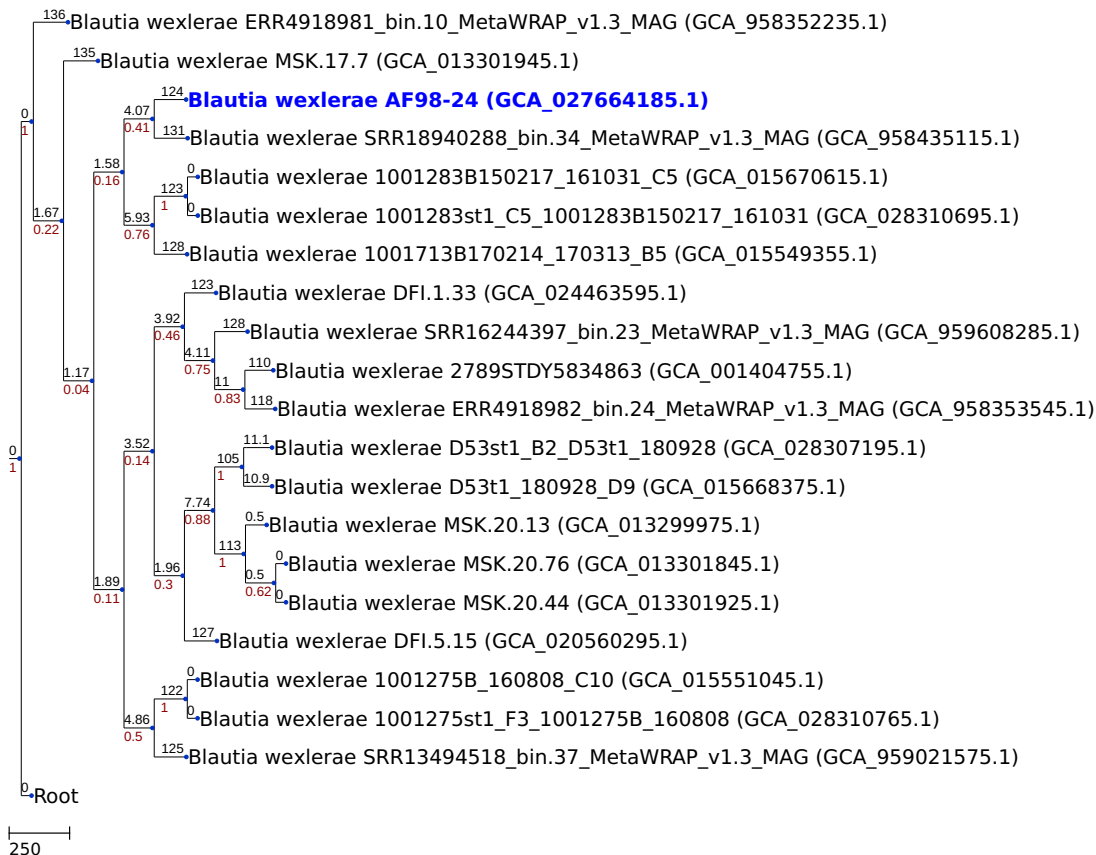 136 Blautia wexlerae ERR4918981_bin.10_MetaWRAP_v1.3_MAG (GCA_958352235.1)
135 Blautia wexlerae MSK.17.7 (GCA_013301945.1)
124 Blautia wexlerae AF98-24 (GCA_027664185.1)
0 4.07
1 0.41
131 Blautia wexlerae SRR18940288_bin.34_MetaWRAP_v1.3_MAG (GCA_958435115.1)
1.58 0
0.16 Blautia wexlerae 1001283B150217_161031_C5 (GCA_015670615.1)
123
1
1.67 5.93 0 Blautia wexlerae 1001283st1_C5_1001283B150217_161031 (GCA_028310695.1)
0.22 0.76
128 Blautia wexlerae 1001713B170214_170313_B5 (GCA_015549355.1)
123 Blautia wexlerae DFI.1.33 (GCA_024463595.1)
3.92
0.46
128 Blautia wexlerae SRR16244397_bin.23_MetaWRAP_v1.3_MAG (GCA_959608285.1)
4.11
0.75
1.17 110 Blautia wexlerae 2789STDY5834863 (GCA_001404755.1)
0.04 11
0.83
118 Blautia wexlerae ERR4918982_bin.24_MetaWRAP_v1.3_MAG (GCA_958353545.1)
0 3.52 11.1 Blautia wexlerae D53st1_B2_D53t1_180928 (GCA_028307195.1)
1 0.14 105
1
10.9 Blautia wexlerae D53t1_180928_D9 (GCA_015668375.1)
7.74
0.88
0.5 Blautia wexlerae MSK.20.13 (GCA_013299975.1)
113
1
0 Blautia wexlerae MSK.20.76 (GCA_013301845.1)
1.89 1.96 0.5
0.11 0.3 0.62
0 Blautia wexlerae MSK.20.44 (GCA_013301925.1)
127 Blautia wexlerae DFI.5.15 (GCA_020560295.1)
0 Blautia wexlerae 1001275B_160808_C10 (GCA_015551045.1)
122
1
4.86 0 Blautia wexlerae 1001275st1_F3_1001275B_160808 (GCA_028310765.1)
0.5
125 Blautia wexlerae SRR13494518_bin.37_MetaWRAP_v1.3_MAG (GCA_959021575.1)
0 Root
250